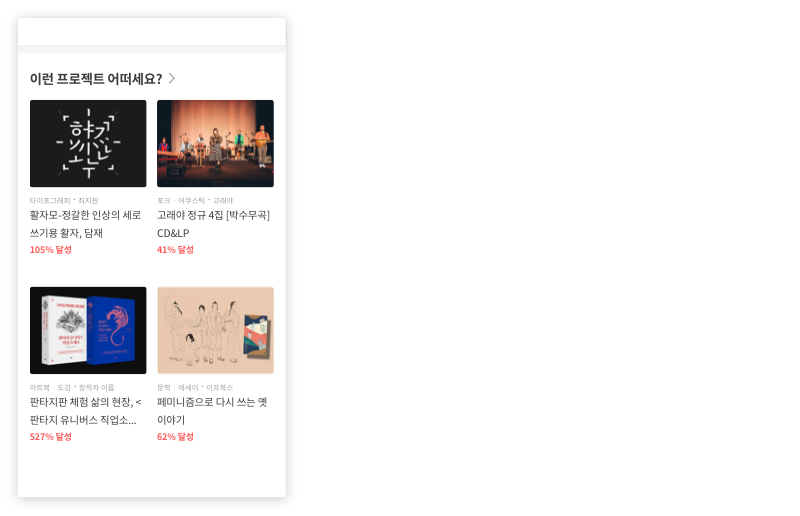 이런 프로젝트 어떠세요? >
타이포그래피 · 최지원
활자모-정갈한 인상의 세로
쓰기용 활자, 담재
105% 달성
포크 · 어쿠스틱 · 고래야
고래야 정규 4집 [박수무곡]
CD&LP
41% 달성
아트북 · 도감 · 창작자 이름
판타지판 체험 삶의 현장, <
판타지 유니버스 직업소...
527% 달성
문학 · 에세이 · 이프북스
페미니즘으로 다시 쓰는 옛
이야기
62% 달성